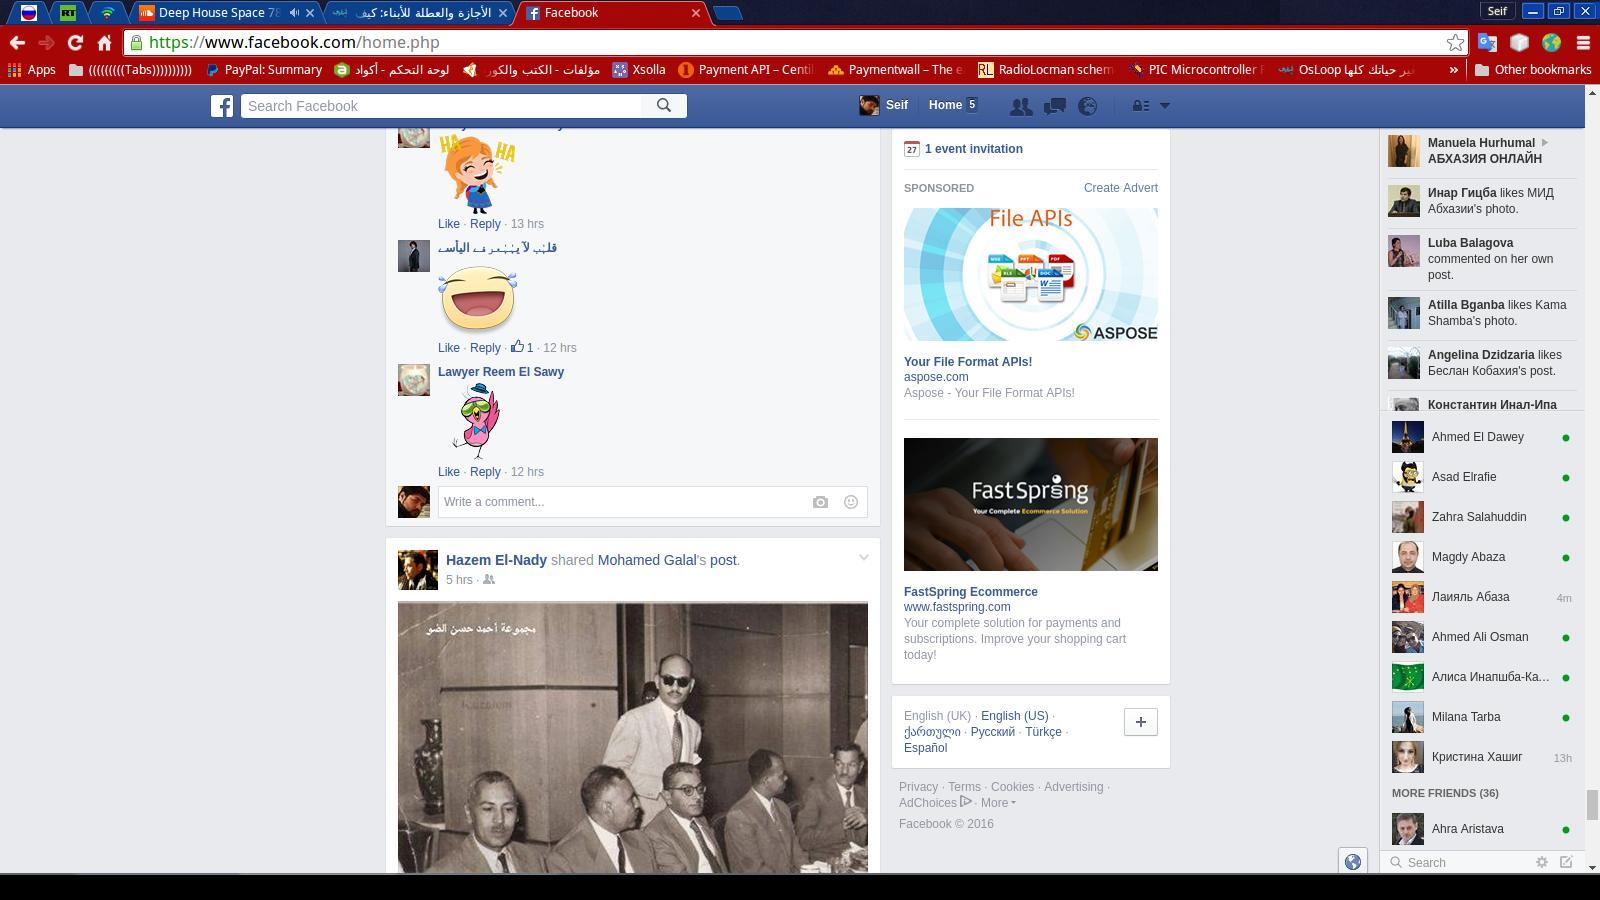 Deep House Space 78
الأجازة والعطلة للأبناء: كيف
Facebook
Seif
https://www.facebook.com/home.php
Apps
(((((((((Tabs))))))))))
PayPal: Summary
لوحة التحكم - أكواد
مؤلفات - الكتب والكور
Xsolla
Payment API – Centil
Paymentwall – The e
RadioLocman schem
PIC Microcontroller
OsLoop غير حياتك كلها
»
Other bookmarks
Search Facebook
Seif
Home 5
HA HA
Like · Reply · 13 hrs
قلـٻب لآ يـﮯعرفـے اليأسے
Like · Reply · 1 · 12 hrs
Lawyer Reem El Sawy
Like · Reply · 12 hrs
Write a comment...
Hazem El-Nady shared Mohamed Galal's post.
5 hrs ·
مجموعة أحمد حسن الضو
27 1 event invitation
SPONSORED
Create Advert
File APIs
ASPOSE
Your File Format APIs!
aspose.com
Aspose - Your File Format APIs!
FastSpring
Your Complete Ecommerce Solution
FastSpring Ecommerce
www.fastspring.com
Your complete solution for payments and
subscriptions. Improve your shopping cart
today!
English (UK) · English (US) ·
ქართული · Русский · Türkçe ·
Español
Privacy · Terms · Cookies · Advertising ·
AdChoices · More
Facebook © 2016
Manuela Hurhumal
АБХАЗИЯ ОНЛАЙН
Инар Гицба likes МИД
Абхазии's photo.
Luba Balagova
commented on her own
post.
Atilla Bganba likes Kama
Shamba's photo.
Angelina Dzidzaria likes
Беслан Кобахия's post.
Константин Инал-Ипа
Ahmed El Dawey
Asad Elrafie
Zahra Salahuddin
Magdy Abaza
Лаияль Абаза 4m
Ahmed Ali Osman
Алиса Инапшба-Ка...
Milana Tarba
Кристина Хашиг 13h
MORE FRIENDS (36)
Ahra Aristava
Search